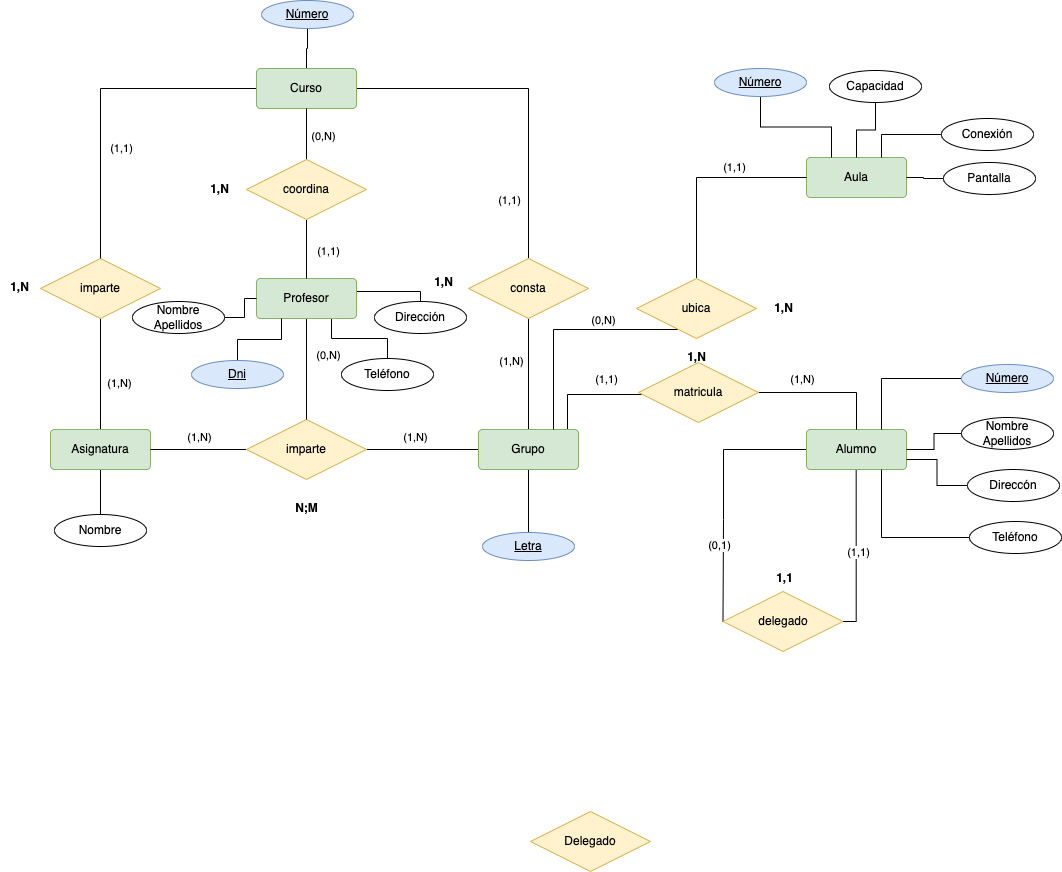 Número
Curso
Número
Capacidad
Conexión
(0,N)
(1,1)
(1,1)
Aula
Pantalla
1,N
coordina
(1,1)
(1,1)
1,N
imparte
Profesor
1,N
consta
ubica
1,N
Nombre
Apellidos
Dirección
(0,N)
(0,N)
1,N
(1,N)
Dni
Teléfono
(1,N)
(1,1)
matricula
(1,N)
Número
Nombre
Apellidos
(1,N)
(1,N)
Asignatura
imparte
Grupo
Alumno
Direccón
N;M
Nombre
Letra
(0,1)
(1,1)
Teléfono
1,1
delegado
Delegado